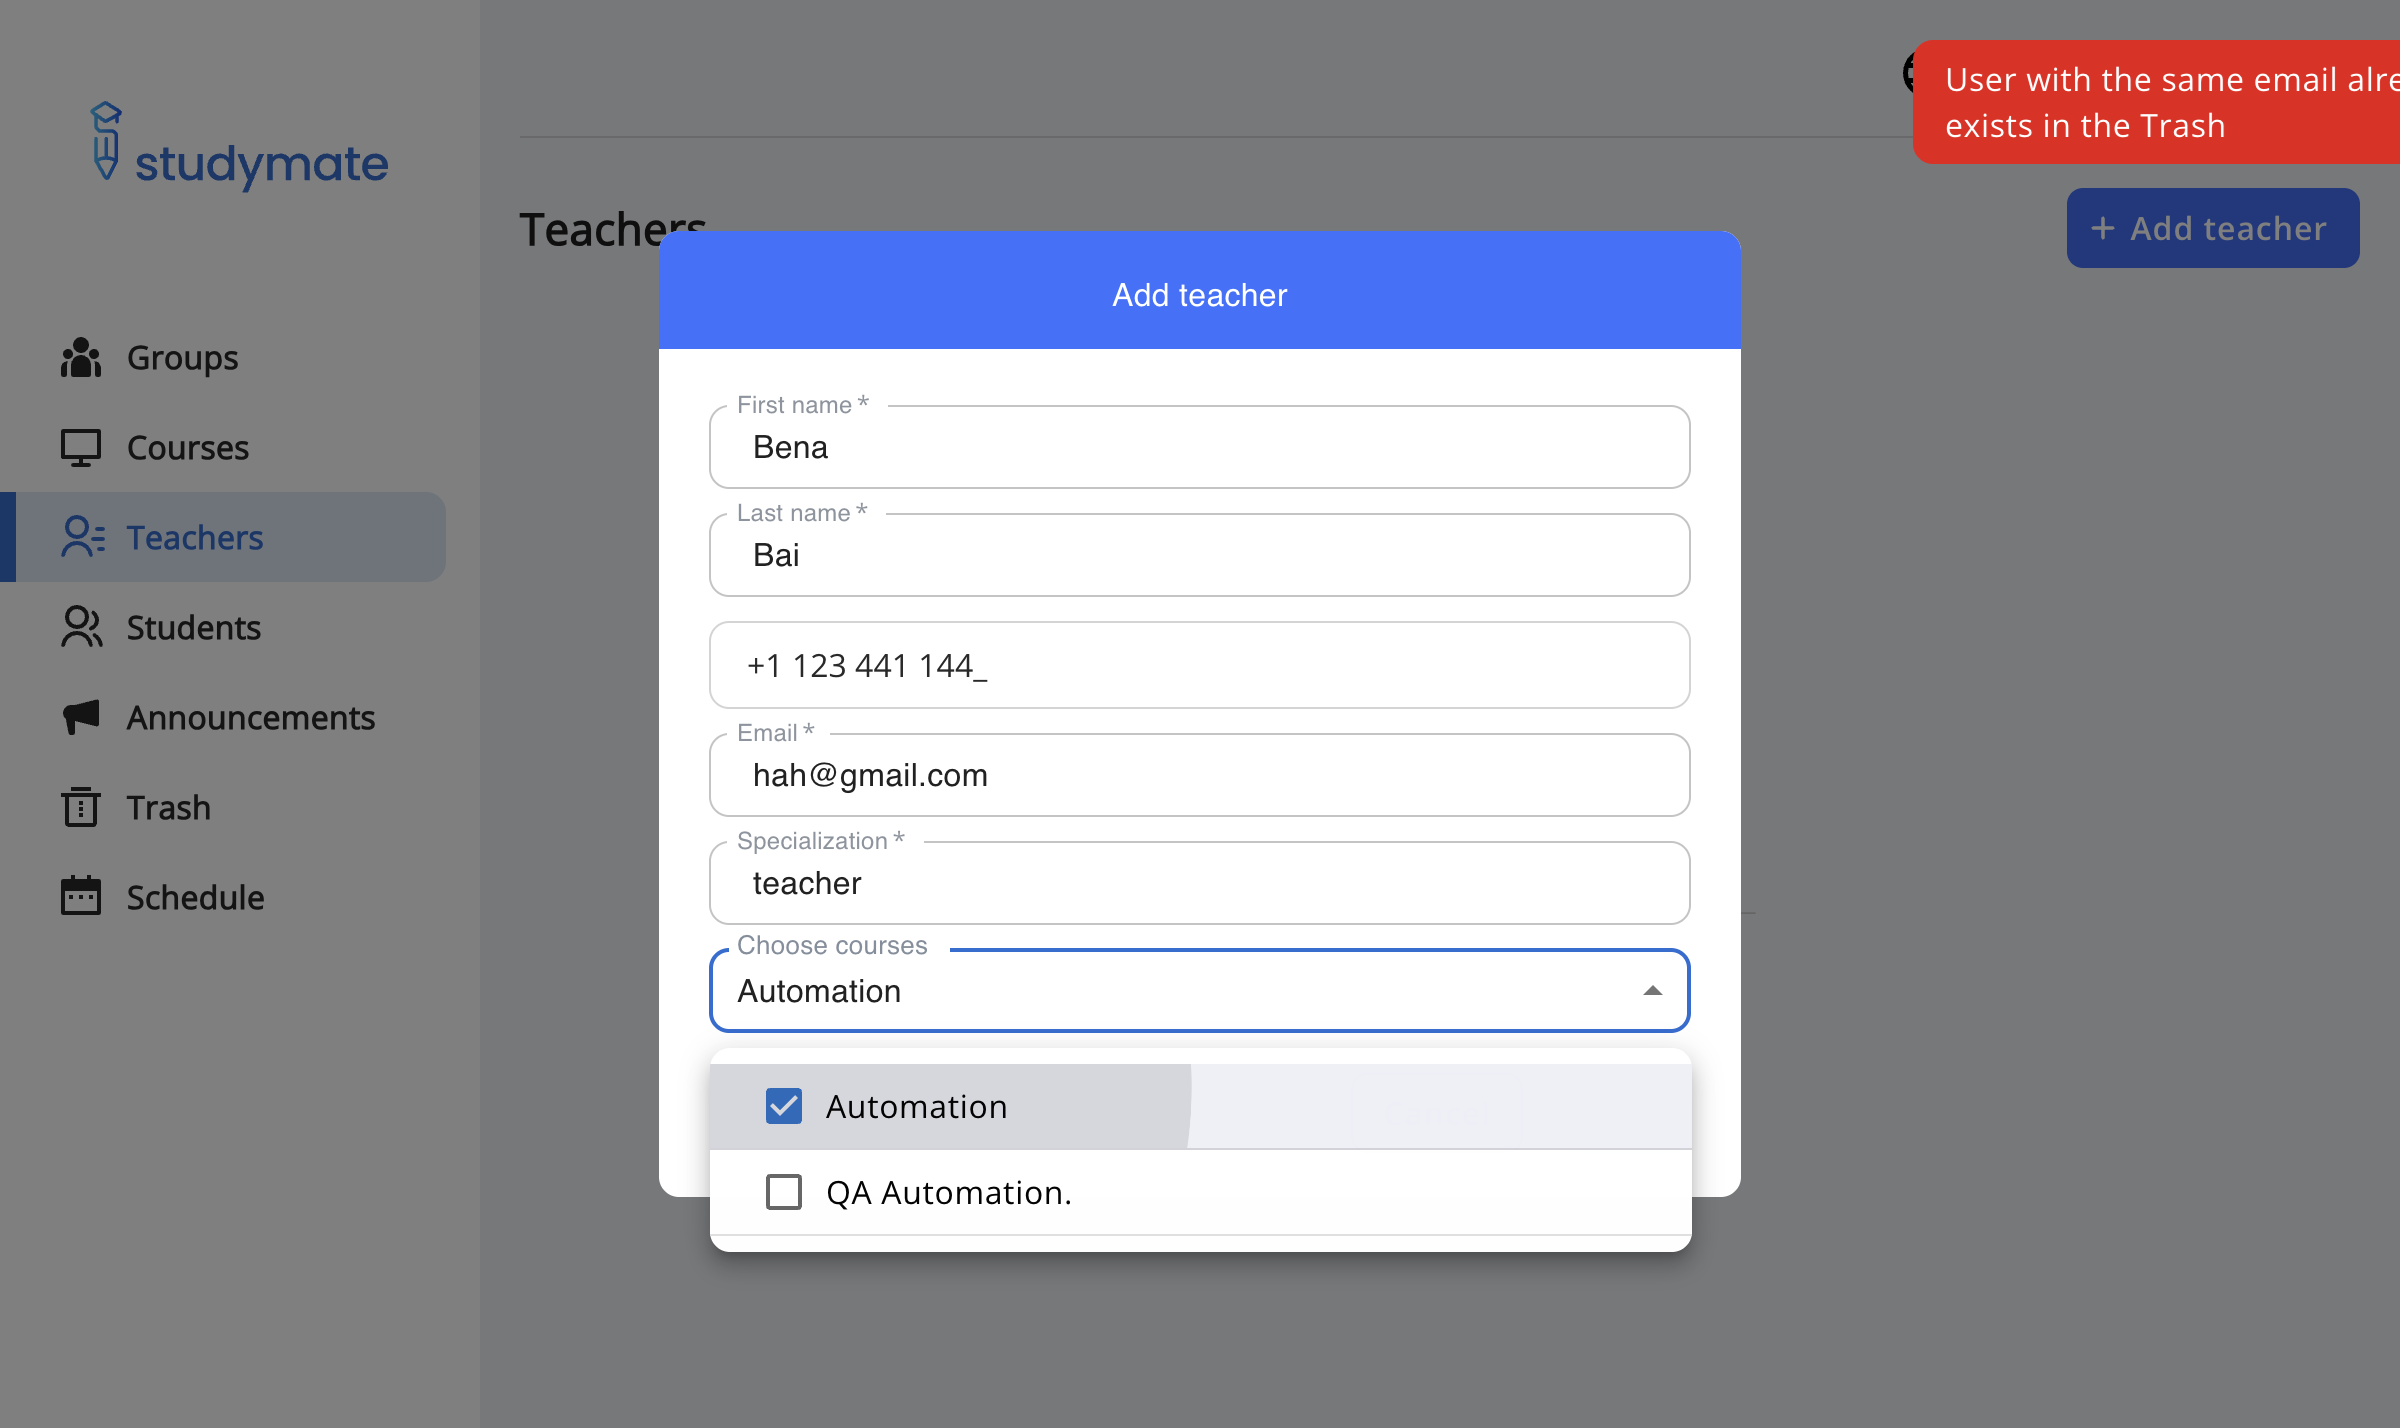 studymate
Groups
Courses
Teachers
Students
Announcements
Trash
Schedule
User with the same email
exists in the Trash
Teachers
+ Add teacher
Add teacher
First name *
Bena
Last name *
Bai
+1 123 441 144_
Email *
hah@gmail.com
Specialization *
teacher
Choose courses
Automation
Automation
QA Automation.